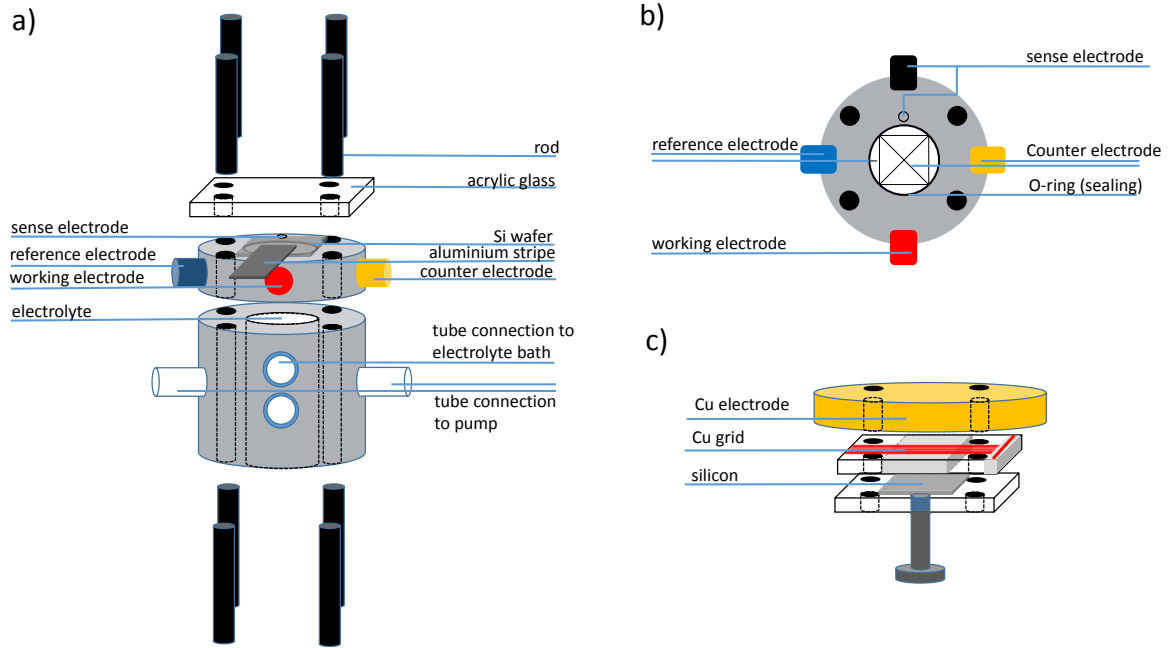 a)
rod
acrylic glass
sense electrode
Si wafer
reference electrode
aluminium stripe
working electrode
counter electrode
electrolyte
tube connection to
electrolyte bath
tube connection
to pump
b)
sense electrode
reference electrode
Counter electrode
O-ring (sealing)
working electrode
c)
Cu electrode
Cu grid
silicon